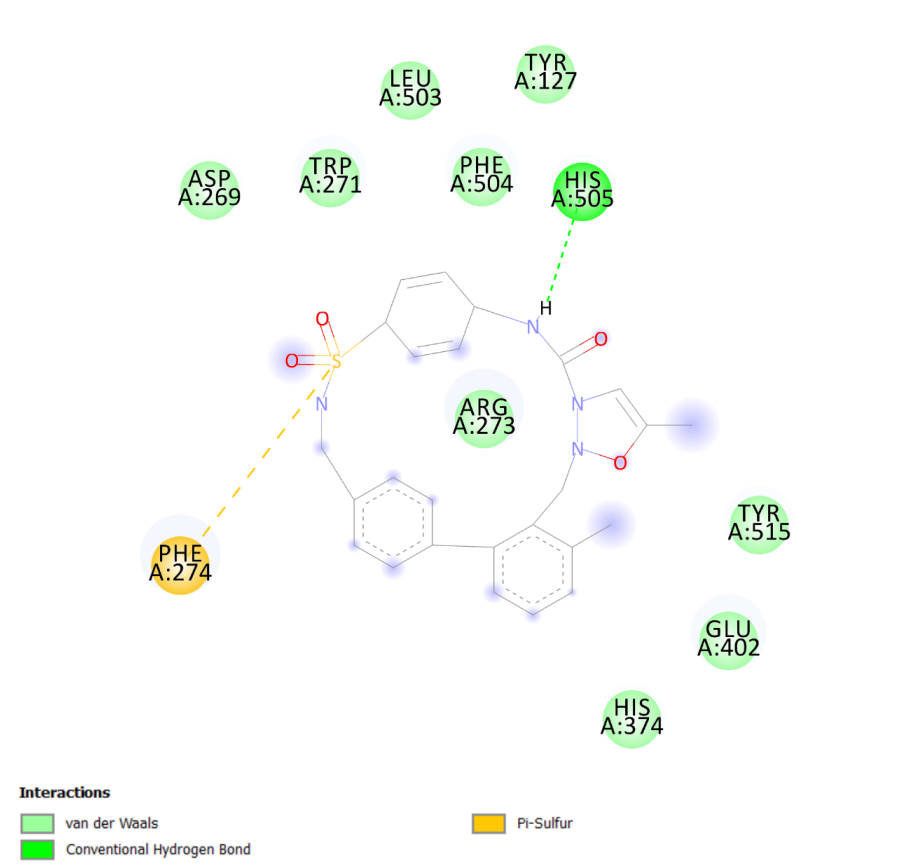 TYR
A:127
LEU
A:503
PHE
A:504
TRP
A:271
HIS
A:505
ASP
A:269
H
O
N
O
O
S
N
N
ARG
A:273
N
O
TYR
A:515
PHE
A:274
GLU
A:402
HIS
A:374
Interactions
van der Waals
Pi-Sulfur
Conventional Hydrogen Bond